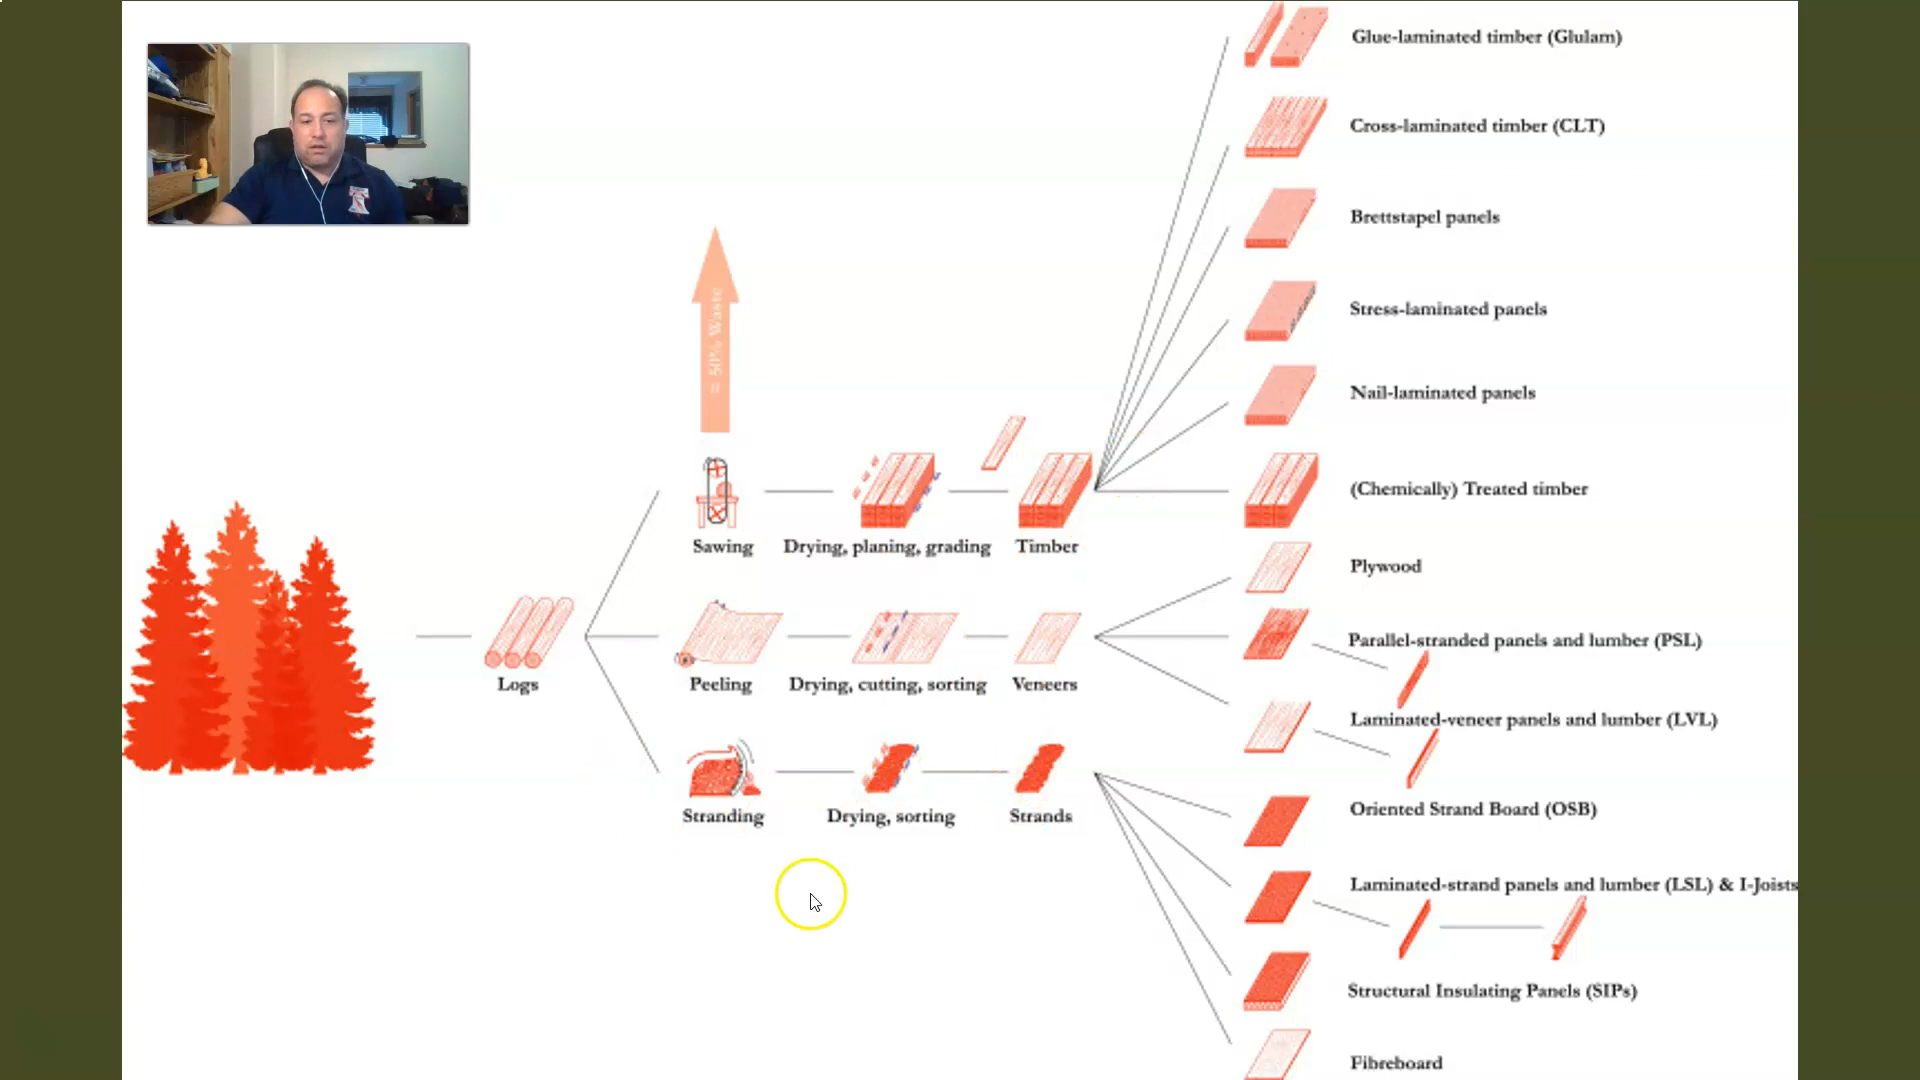 Glue-laminated timber (Glulam)
Cross-laminated timber (CLT)
Brettstapel panels
Stress-laminated panels
Nail-laminated panels
= 50% Waste
(Chemically) Treated timber
Sawing
Drying, planing, grading
Timber
Plywood
Parallel-stranded panels and lumber (PSL)
Logs
Peeling
Drying, cutting, sorting
Veneers
Laminated-veneer panels and lumber (LVL)
Stranding
Drying, sorting
Strands
Oriented Strand Board (OSB)
Laminated-strand panels and lumber (LSL) & I-Joists
Structural Insulating Panels (SIPs)
Fibreboard